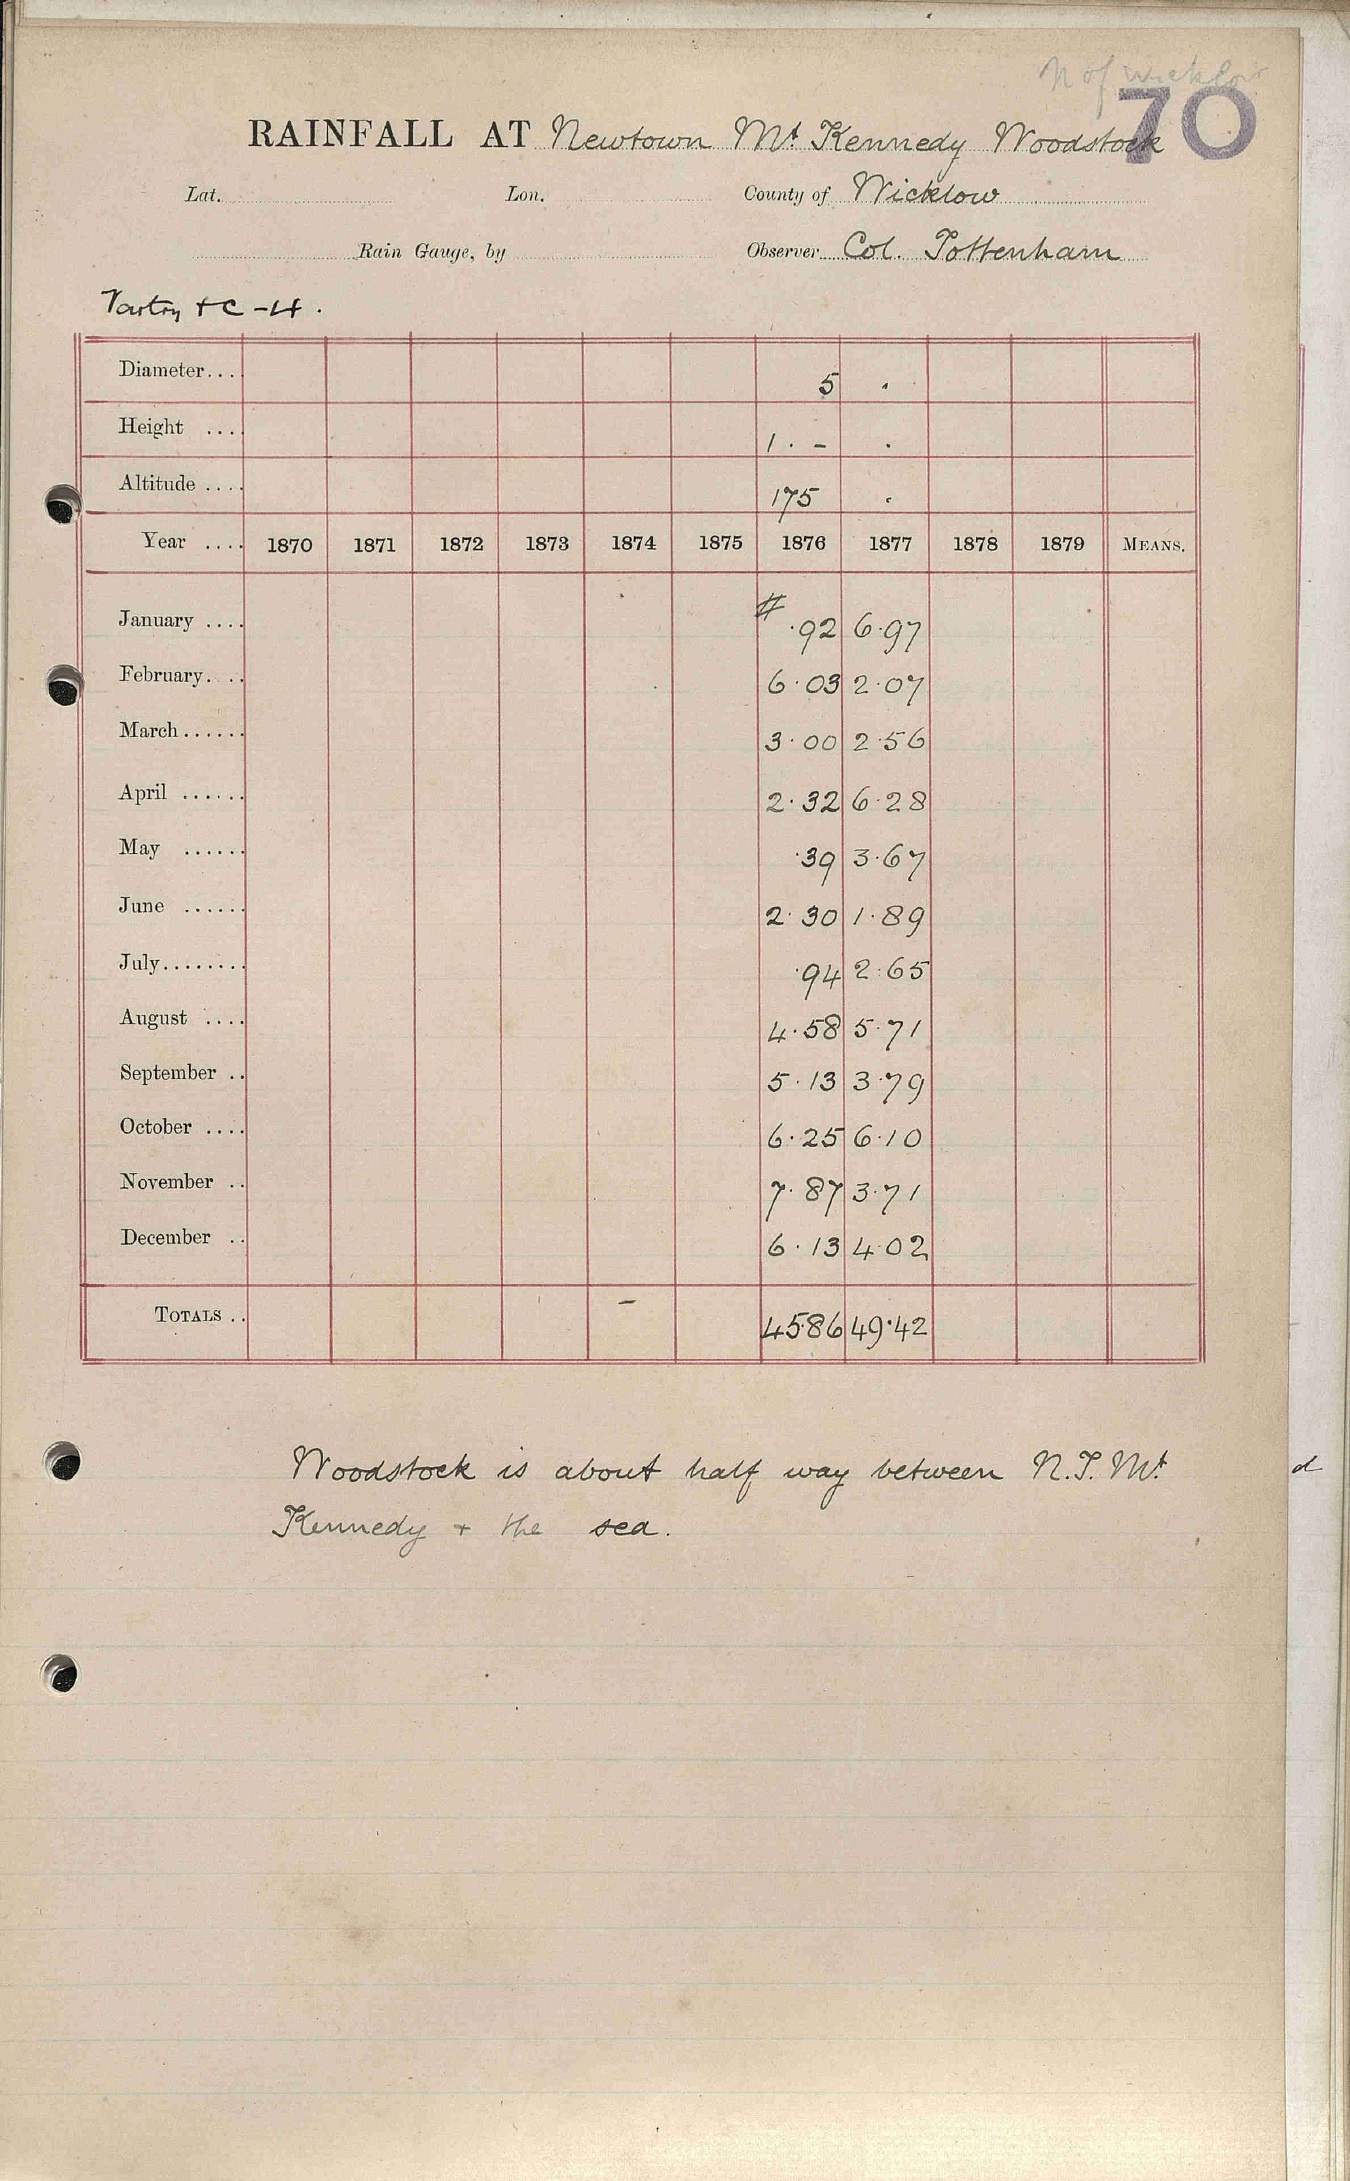 N of Wicklow
70
RAINFALL AT Newtown Mt Kennedy Woodstock
Lat. Lon. County of Wicklow
Rain Gauge, by Observer Col. Tottenham
Vartry + C - H.
Diameter... 5 .
Height ... 1 . - .
Altitude .... 175 .
Year .... 1870 1871 1872 1873 1874 1875 1876 1877 1878 1879 MEANS.
January .... # .92 6.97
February.... 6.03 2.07
March...... 3.00 2.56
April ...... 2.32 6.28
May ...... .39 3.67
June ...... 2.30 1.89
July........ .94 2.65
August .... 4.58 5.71
September .. 5.13 3.79
October .... 6.25 6.10
November .. 7.87 3.71
December .. 6.13 4.02
TOTALS .. - 45.86 49.42
Woodstock is about half way between N.T. Mt
Kennedy + the sea.
d